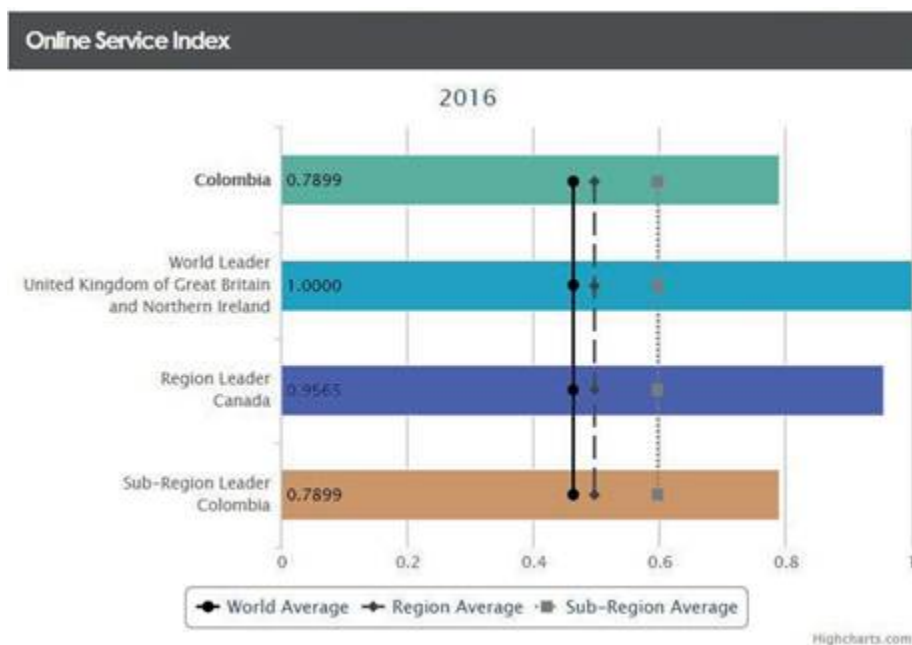 Online Service Index
2016
Colombia
0.7899
World Leader
United Kingdom of Great Britain
and Northern Ireland
1.0000
Region Leader
Canada
0.9565
Sub-Region Leader
Colombia
0.7899
0 0.2 0.4 0.6 0.8 1
World Average Region Average Sub-Region Average
Highcharts.com